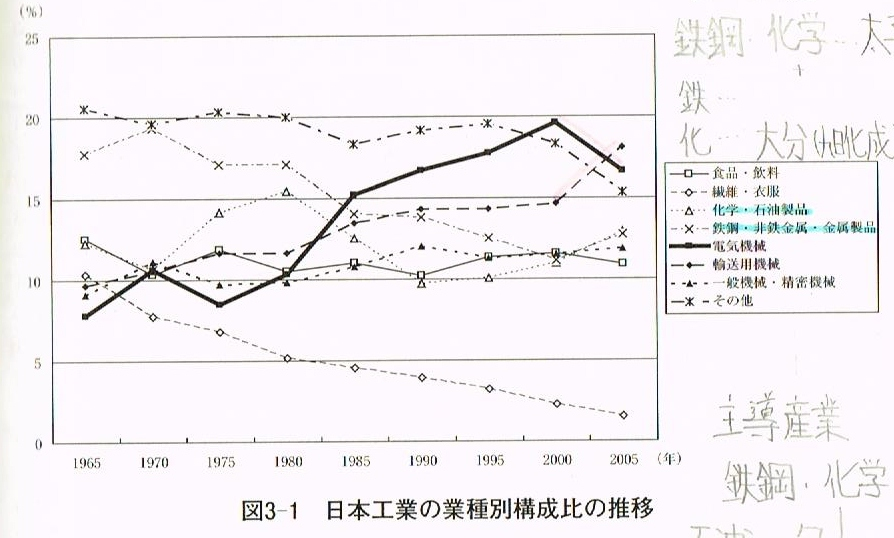 (%)
25
20
15
10
5
0
1965 1970 1975 1980 1985 1990 1995 2000 2005 (年)
図3-1 日本工業の業種別構成比の推移
鉄鋼 化学…
+
鉄…
化… 大分(旭化成)
食品・飲料
繊維・衣服
化学・石油製品
鉄鋼・非鉄金属・金属製品
電気機械
輸送用機械
一般機械・精密機械
その他
主導産業
鉄鋼・化学